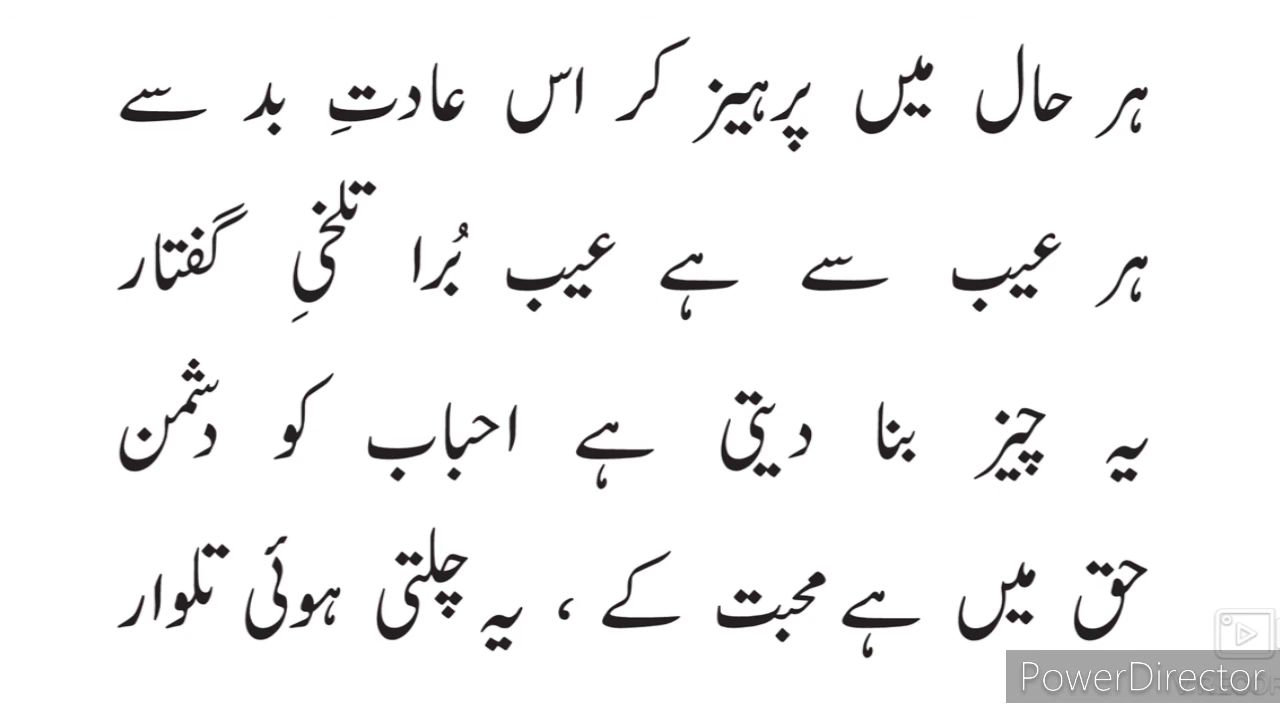 ہر حال میں پرہیز کر اس عادتِ بد سے
ہر عیب سے ہے عیب بُرا تلخیِ گفتار
یہ چیز بنا دیتی ہے احباب کو دشمن
حق میں ہے محبت کے ، یہ چلتی ہوئی تلوار
PowerDirector